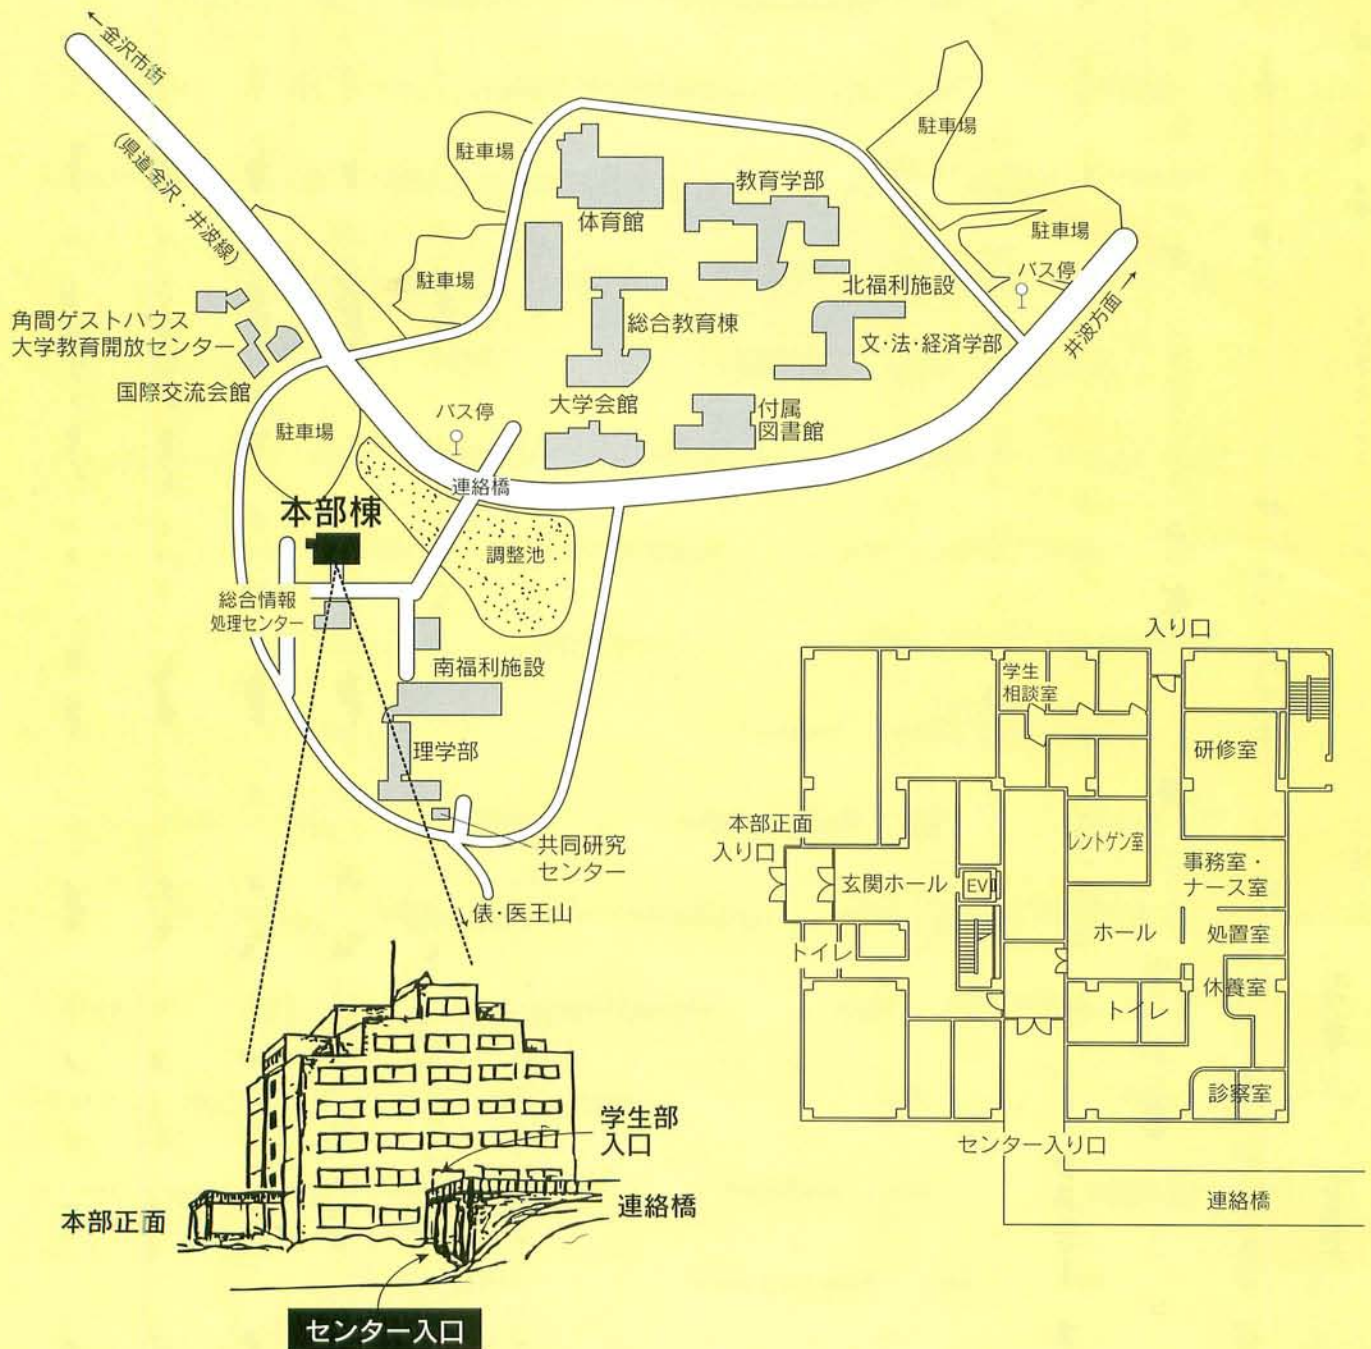 ←金沢市街
(県道金沢・井波線)
駐車場
駐車場
駐車場
体育館
教育学部
駐車場
バス停
北福利施設
井波方面→
角間ゲストハウス
大学教育開放センター
国際交流会館
総合教育棟
文・法・経済学部
大学会館
付属
図書館
バス停
駐車場
連絡橋
本部棟
調整池
総合情報
処理センター
南福利施設
理学部
共同研究
センター
俵・医王山
入り口
学生
相談室
研修室
本部正面
入り口
玄関ホール
EV
レントゲン室
事務室・
ナース室
トイレ
ホール
処置室
休養室
トイレ
診察室
センター入り口
連絡橋
学生部
入口
本部正面
連絡橋
センター入口